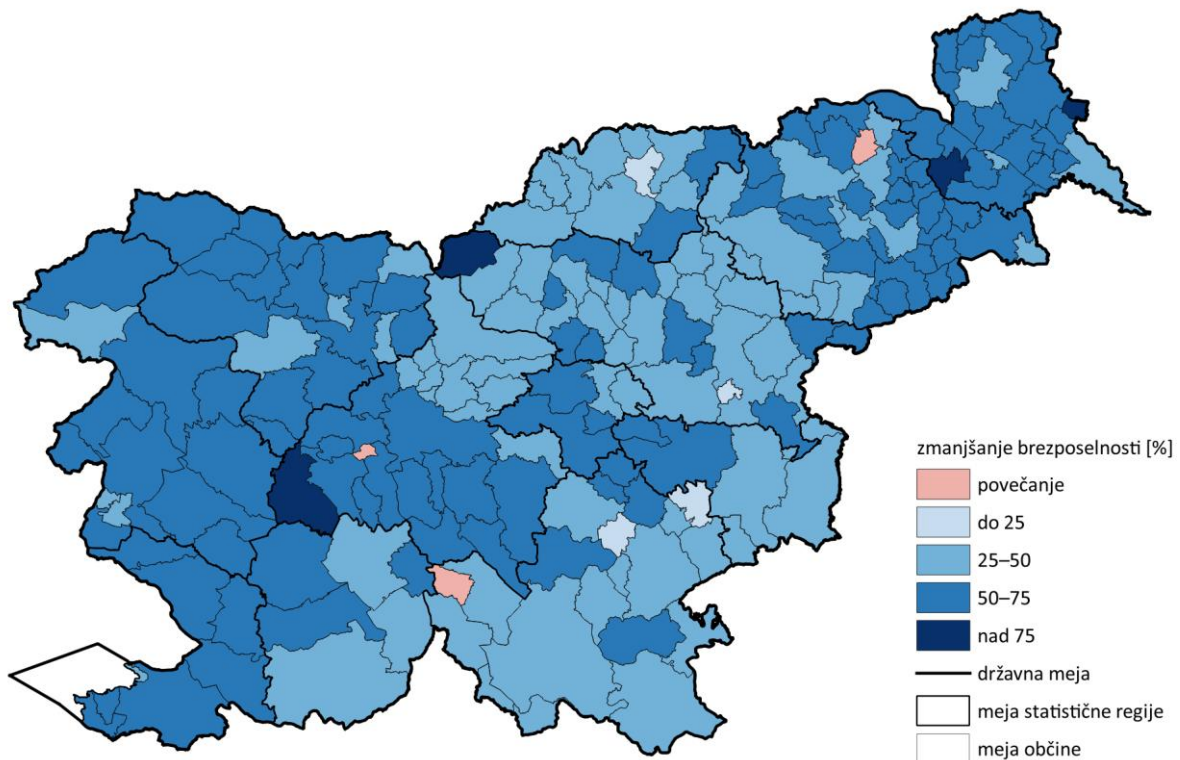 zmanjšanje brezposelnosti [%]
povečanje
do 25
25–50
50–75
nad 75
državna meja
meja statistične regije
meja občine